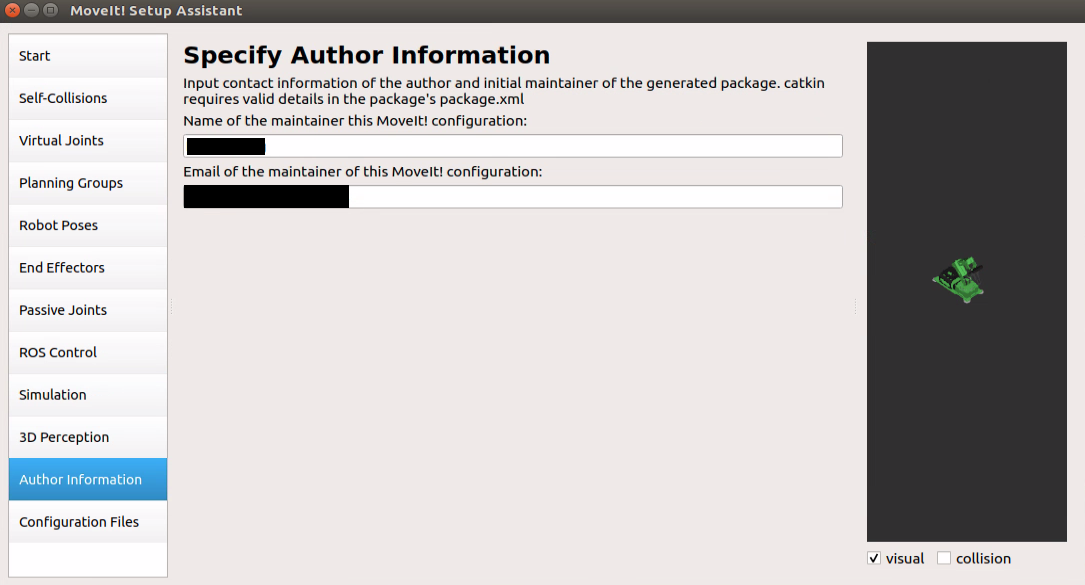 MoveIt! Setup Assistant
Start
Self-Collisions
Virtual Joints
Planning Groups
Robot Poses
End Effectors
Passive Joints
ROS Control
Simulation
3D Perception
Author Information
Configuration Files
Specify Author Information
Input contact information of the author and initial maintainer of the generated package. catkin
requires valid details in the package's package.xml
Name of the maintainer this MoveIt! configuration:
Email of the maintainer of this MoveIt! configuration:
visual
collision